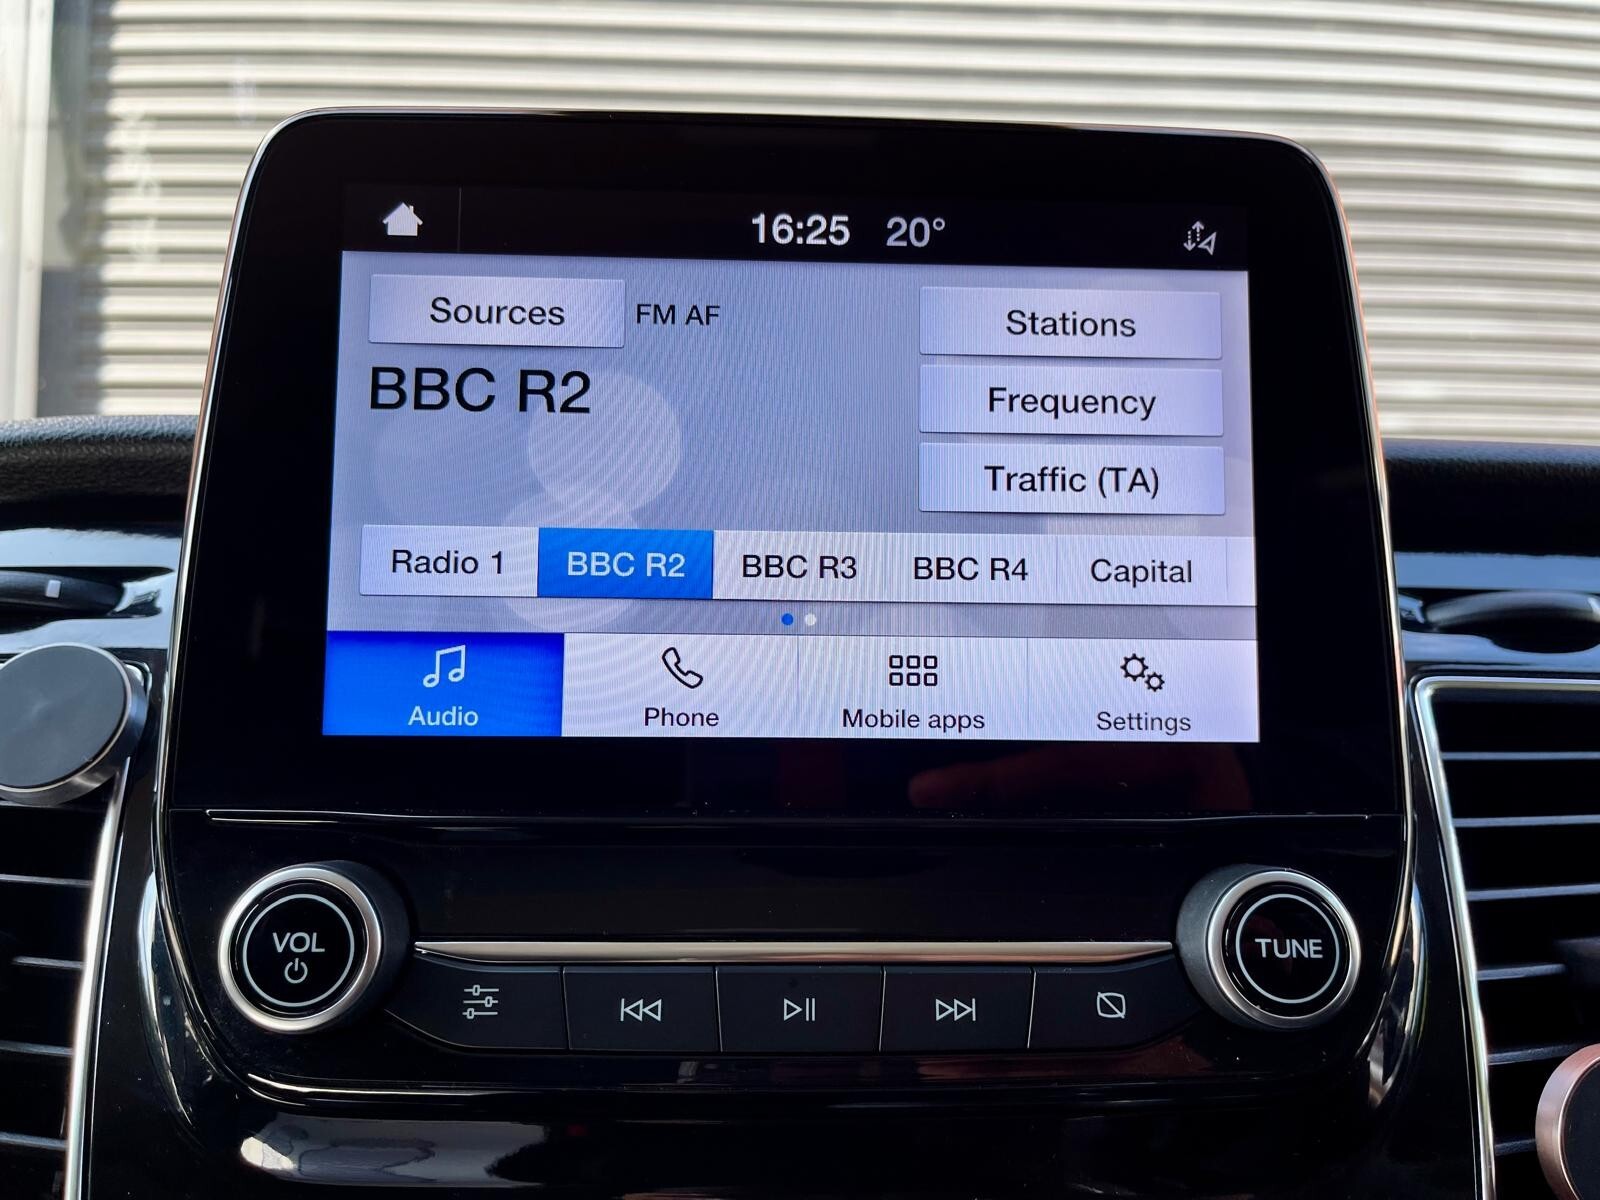 16:25 20°
Sources FM AF
Stations
BBC R2
Frequency
Traffic (TA)
Radio 1 BBC R2 BBC R3 BBC R4 Capital
Audio Phone Mobile apps Settings
VOL
TUNE